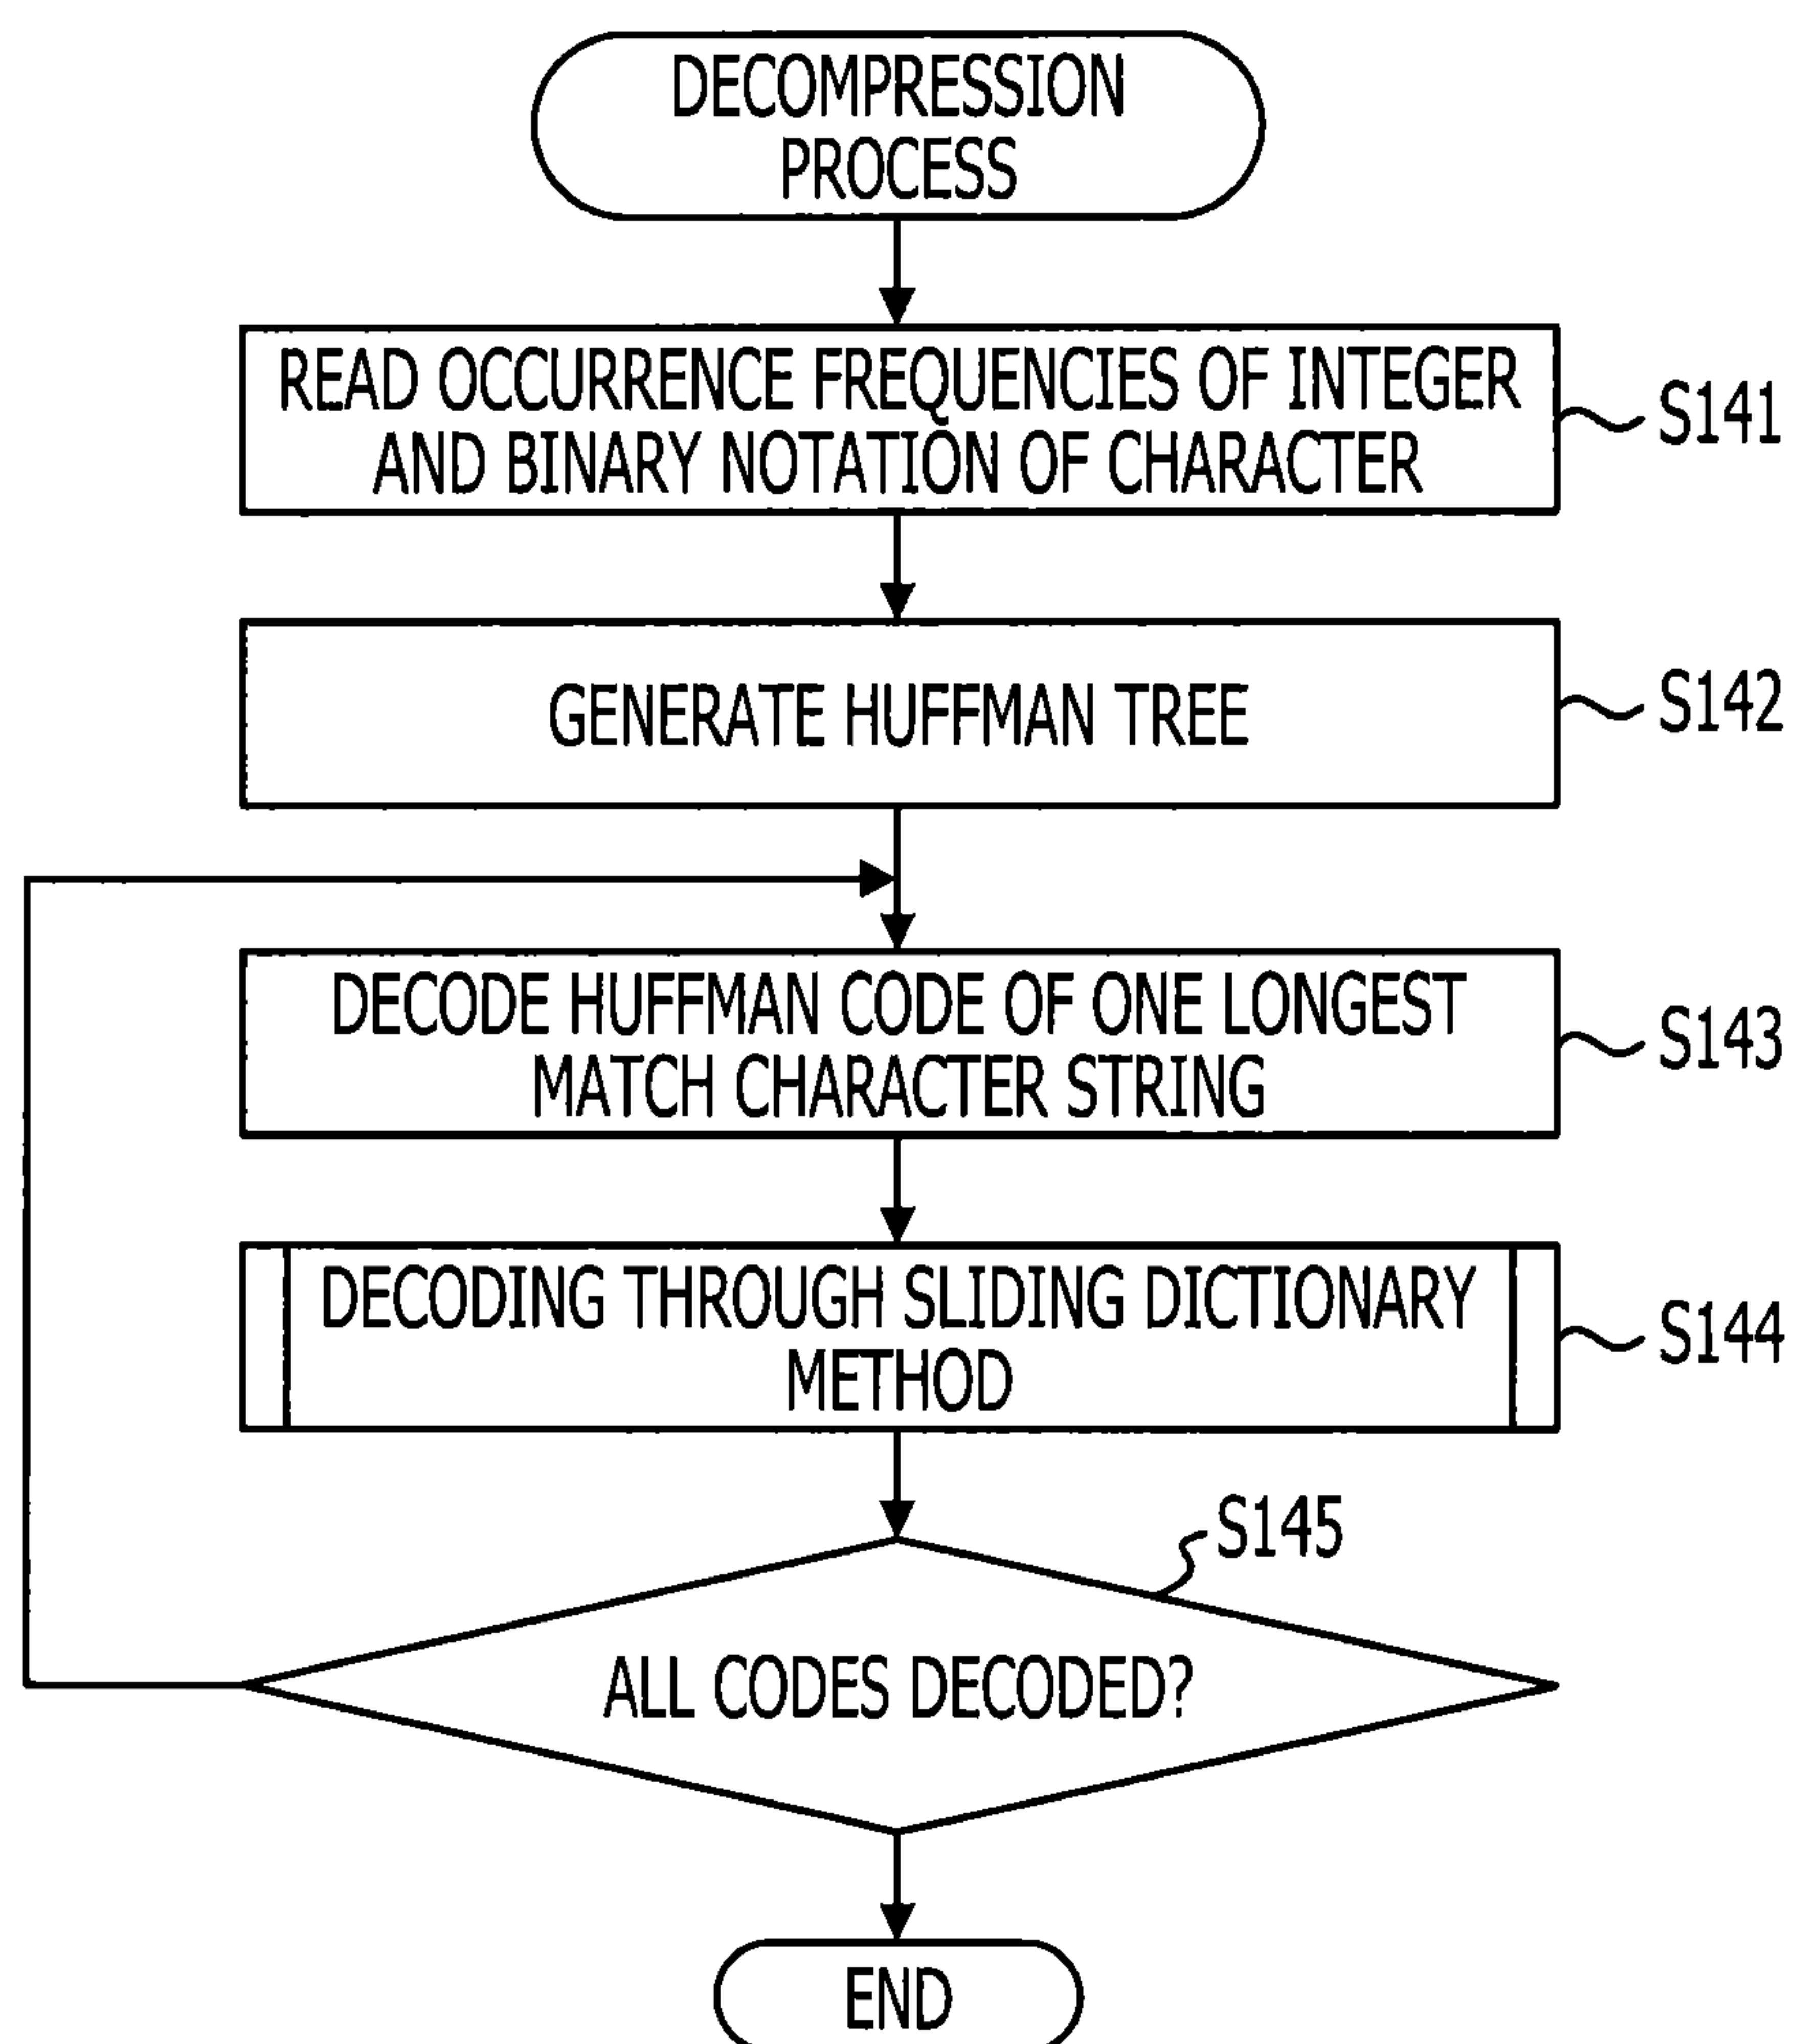 DECOMPRESSION
PROCESS
READ OCCURRENCE FREQUENCIES OF INTEGER
AND BINARY NOTATION OF CHARACTER
S141
GENERATE HUFFMAN TREE
S142
DECODE HUFFMAN CODE OF ONE LONGEST
MATCH CHARACTER STRING
S143
DECODING THROUGH SLIDING DICTIONARY
METHOD
S144
S145
ALL CODES DECODED?
END